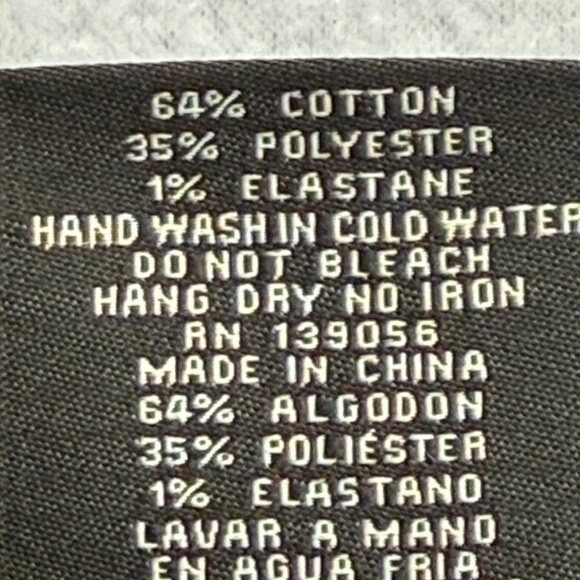 64% COTTON
35% POLYESTER
1% ELASTANE
HAND WASH IN COLD WATER
DO NOT BLEACH
HANG DRY NO IRON
RN 139056
MADE IN CHINA
64% ALGODON
35% POLIÉSTER
1% ELASTANO
LAVAR A MANO
EN AGUA FRIA